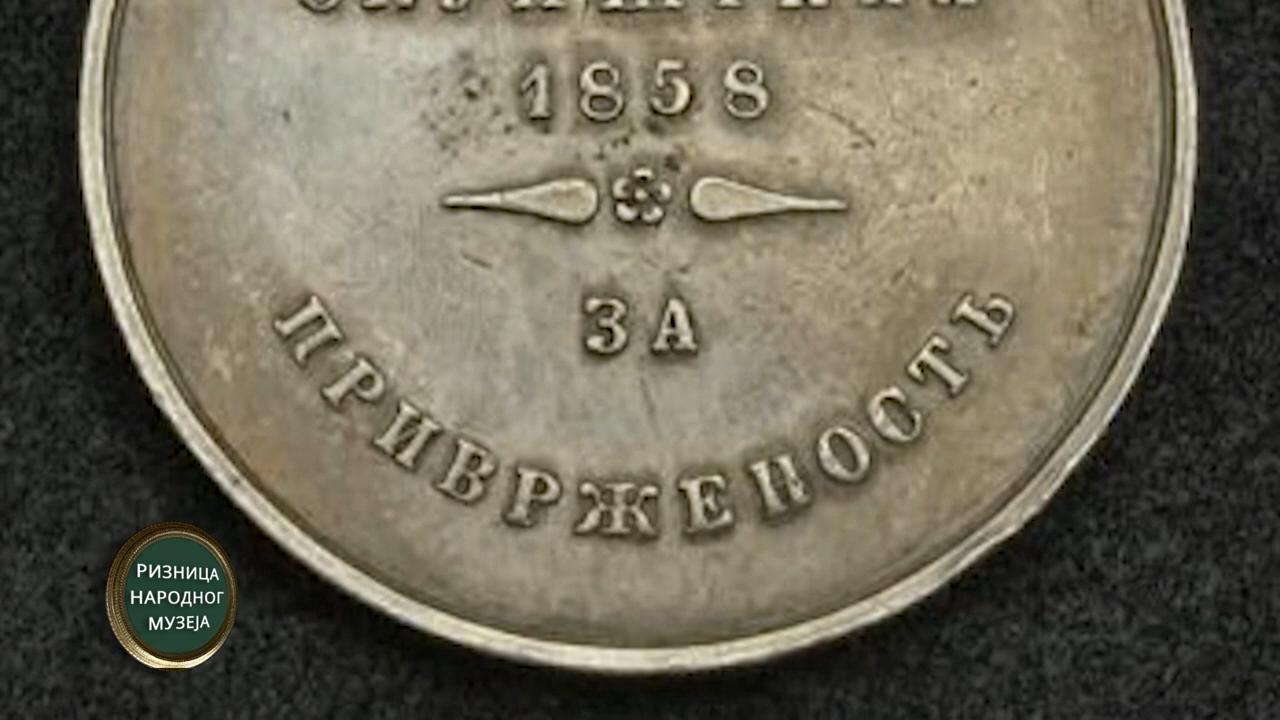 1858
ЗА
ПРИВРЖЕНОСТЬ
РИЗНИЦА
НАРОДНОГ
МУЗЕЈА